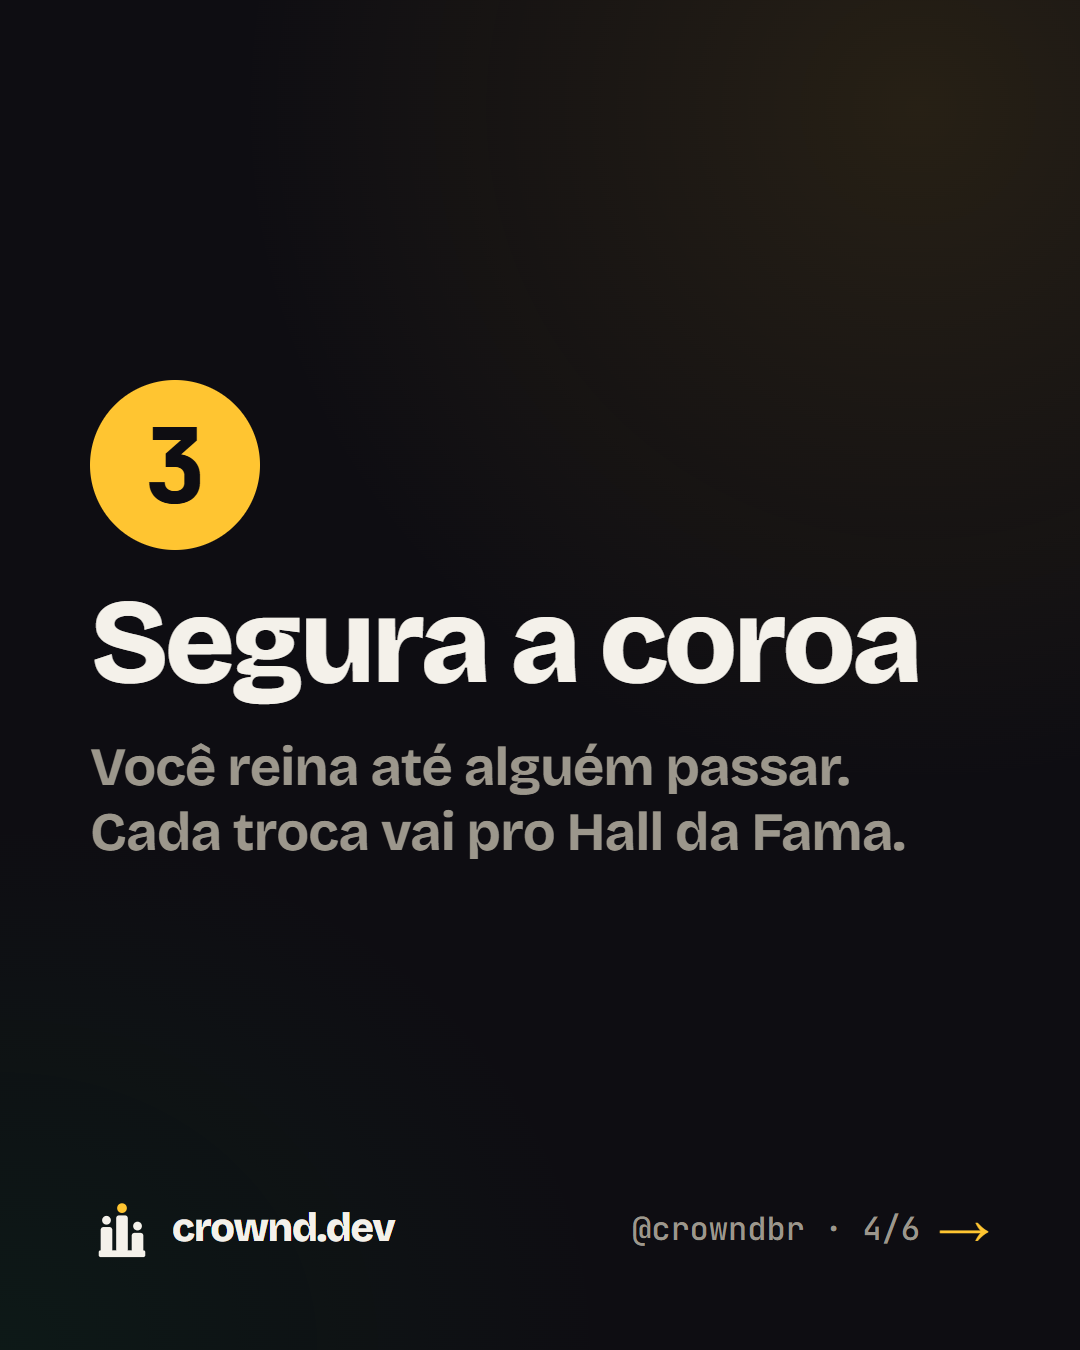 3
Segura a coroa
Você reina até alguém passar.
Cada troca vai pro Hall da Fama.
crownd.dev
@crowndbr · 4/6 →